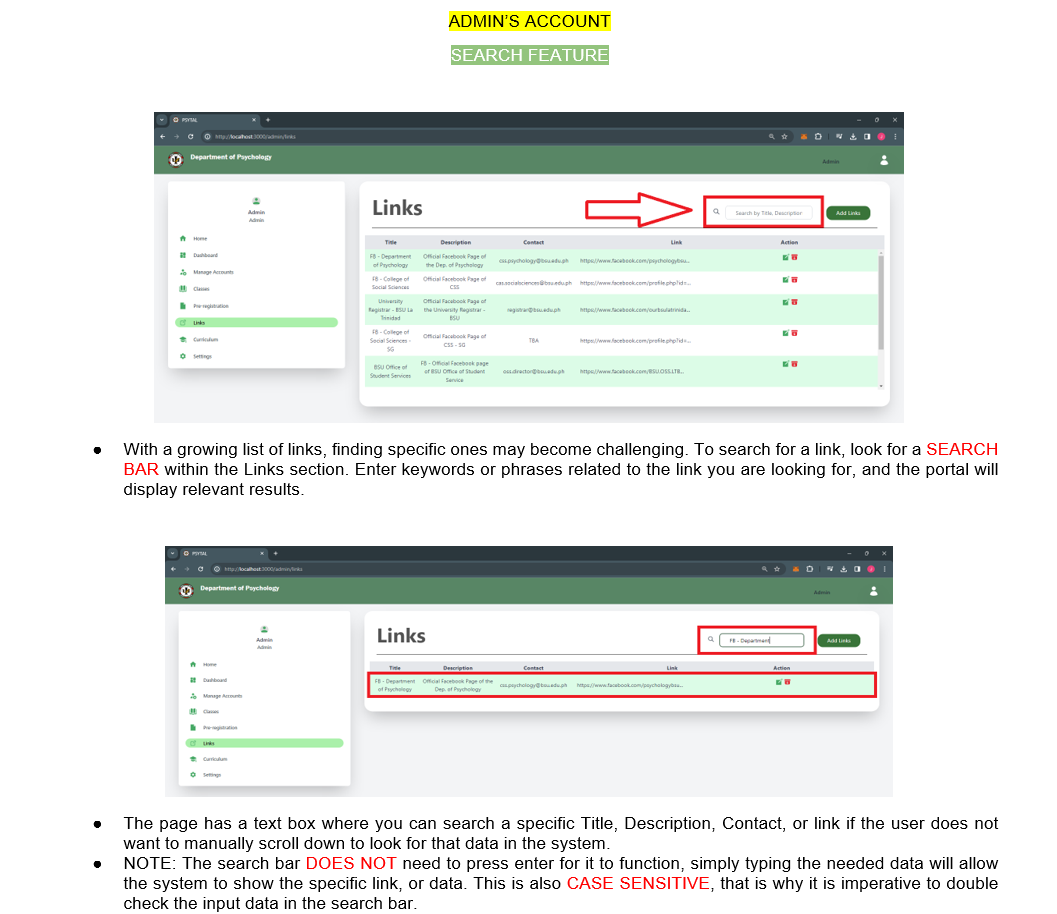 ADMIN'S ACCOUNT
SEARCH FEATURE
PSYTAL
http://localhost:3000/admin/links
Department of Psychology
Admin
Admin
Admin
Home
Dashboard
Manage Accounts
Classes
Pre-registration
Links
Curriculum
Settings
Links
Search by Title, Description
Add Links
Title Description Contact Link Action
FB - Department of Psychology Official Facebook Page of the Dep. of Psychology css.psychology@bsu.edu.ph https://www.facebook.com/psychologybsu...
FB - College of Social Sciences Official Facebook Page of CSS cas.socialsciences@bsu.edu.ph https://www.facebook.com/profile.php?id=...
University Registrar - BSU La Trinidad Official Facebook Page of the University Registrar - BSU registrar@bsu.edu.ph https://www.facebook.com/ourbsulatrinida...
FB - College of Social Sciences - SG Official Facebook Page of CSS - SG TBA https://www.facebook.com/profile.php?id=...
BSU Office of Student Services FB - Official Facebook page of BSU Office of Student Service oss.director@bsu.edu.ph https://www.facebook.com/BSU.OSS.LTB...
● With a growing list of links, finding specific ones may become challenging. To search for a link, look for a SEARCH
BAR within the Links section. Enter keywords or phrases related to the link you are looking for, and the portal will
display relevant results.
PSYTAL
http://localhost:3000/admin/links
Department of Psychology
Admin
Admin
Admin
Home
Dashboard
Manage Accounts
Classes
Pre-registration
Links
Curriculum
Settings
Links
FB - Department
Add Links
Title Description Contact Link Action
FB - Department of Psychology Official Facebook Page of the Dep. of Psychology css.psychology@bsu.edu.ph https://www.facebook.com/psychologybsu...
● The page has a text box where you can search a specific Title, Description, Contact, or link if the user does not
want to manually scroll down to look for that data in the system.
● NOTE: The search bar DOES NOT need to press enter for it to function, simply typing the needed data will allow
the system to show the specific link, or data. This is also CASE SENSITIVE, that is why it is imperative to double
check the input data in the search bar.